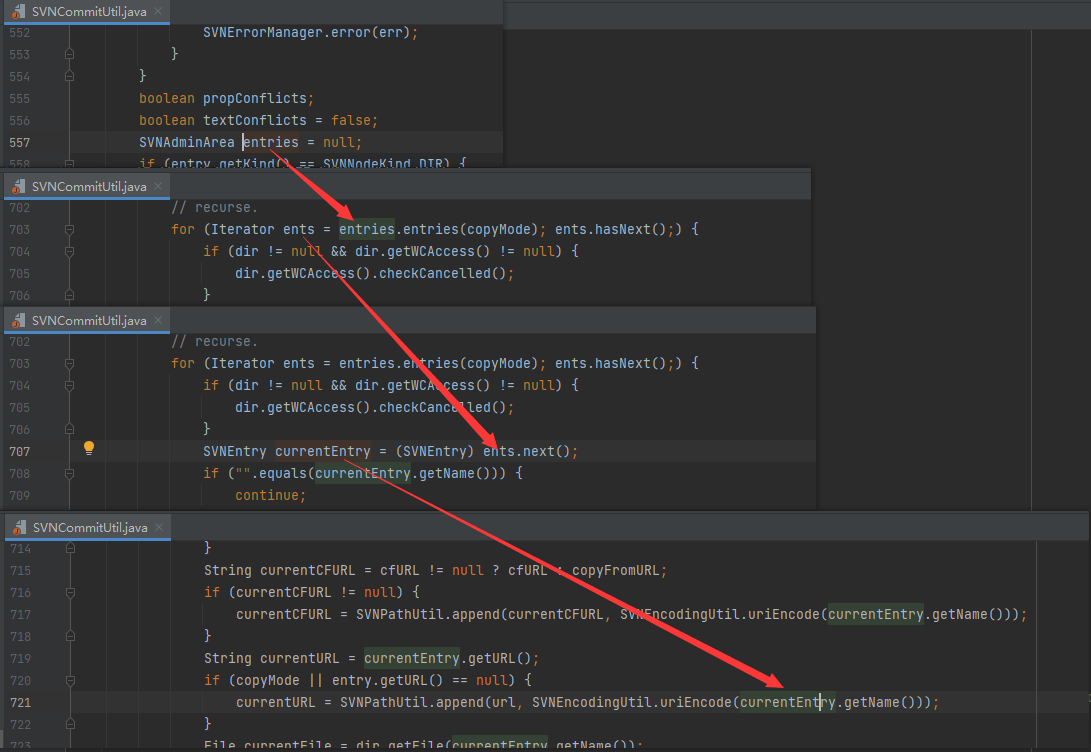 SVNCommitUtil.java
552 SVNErrorManager.error(err);
553 }
554 }
555 boolean propConflicts;
556 boolean textConflicts = false;
557 SVNAdminArea entries = null;
558 if (entry.getKind() == SVNNodeKind.DIR) {
SVNCommitUtil.java
702 // recurse.
703 for (Iterator ents = entries.entries(copyMode); ents.hasNext();) {
704 if (dir != null && dir.getWCAccess() != null) {
705 dir.getWCAccess().checkCancelled();
706 }
SVNCommitUtil.java
702 // recurse.
703 for (Iterator ents = entries.entries(copyMode); ents.hasNext();) {
704 if (dir != null && dir.getWCAccess() != null) {
705 dir.getWCAccess().checkCancelled();
706 }
707 SVNEntry currentEntry = (SVNEntry) ents.next();
708 if ("".equals(currentEntry.getName())) {
709 continue;
SVNCommitUtil.java
714 }
715 String currentCFURL = cfURL != null ? cfURL : copyFromURL;
716 if (currentCFURL != null) {
717 currentCFURL = SVNPathUtil.append(currentCFURL, SVNEncodingUtil.uriEncode(currentEntry.getName()));
718 }
719 String currentURL = currentEntry.getURL();
720 if (copyMode || entry.getURL() == null) {
721 currentURL = SVNPathUtil.append(url, SVNEncodingUtil.uriEncode(currentEntry.getName()));
722 }
723 File currentFile = dir.getFile(currentEntry.getName());